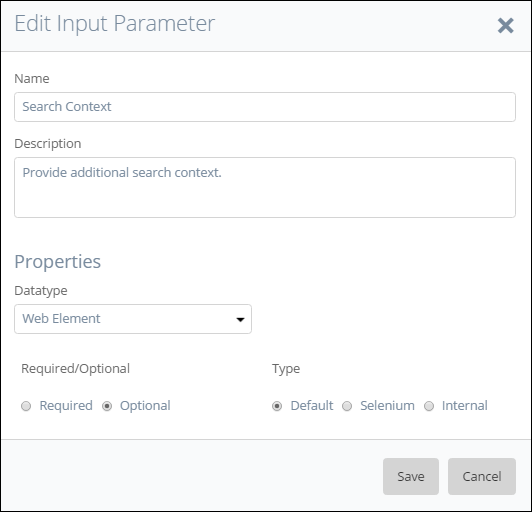 Edit Input Parameter
Name
Search Context
Description
Provide additional search context.
Properties
Datatype
Web Element
Required/Optional
Type
Required Optional
Default Selenium Internal
Save Cancel